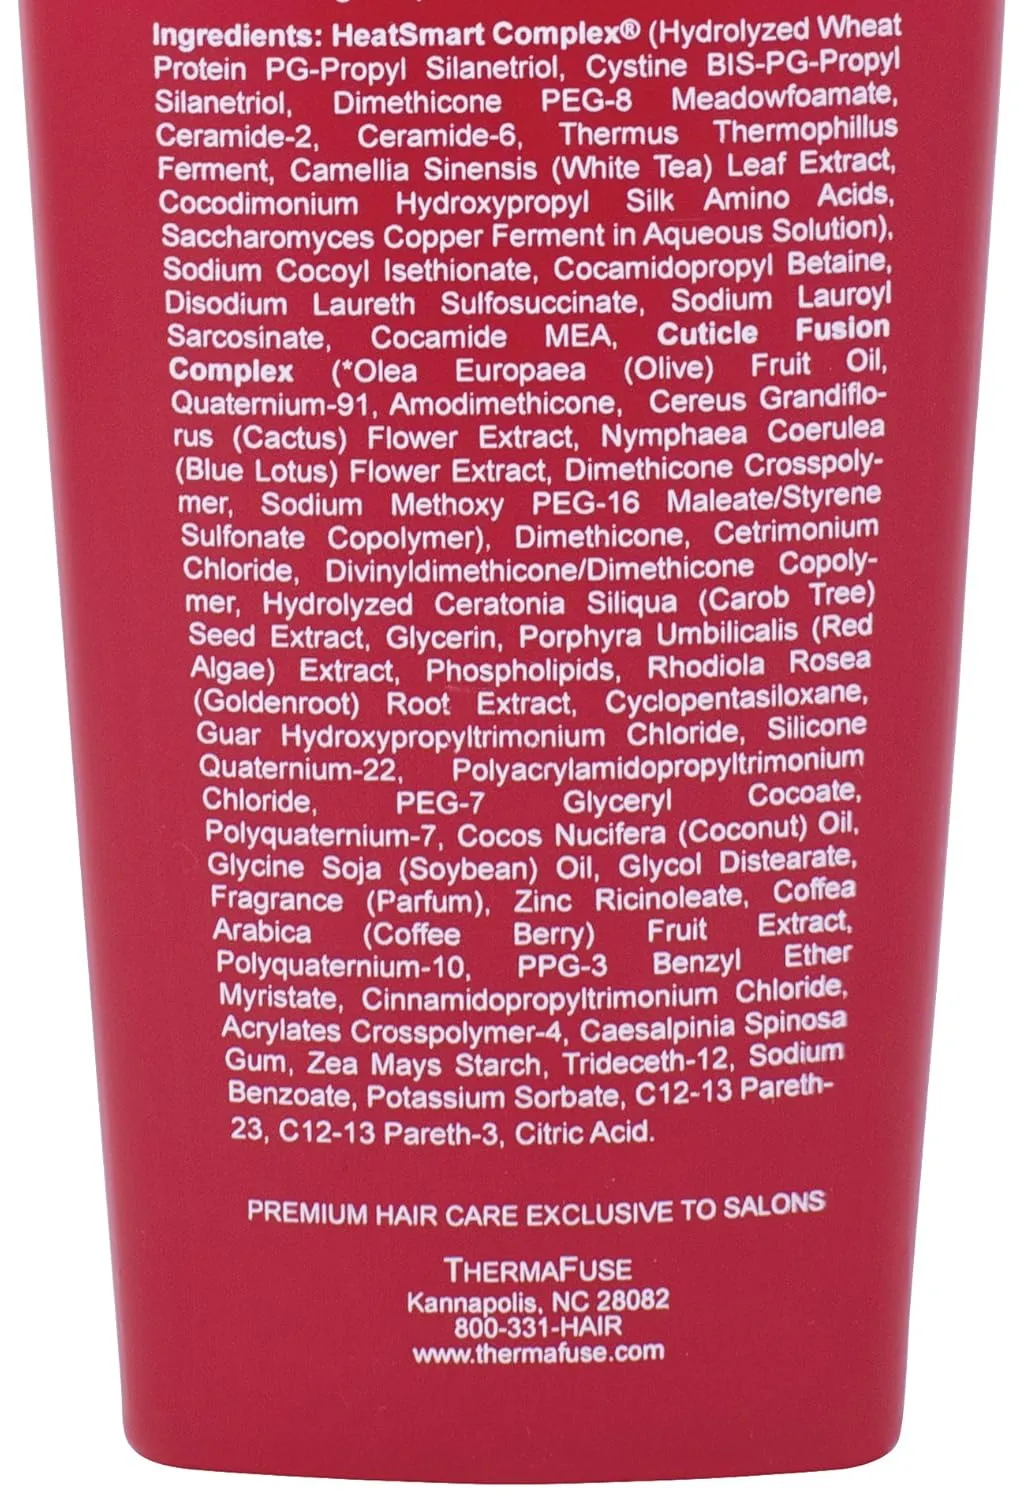 Ingredients: HeatSmart Complex® (Hydrolyzed Wheat
Protein PG-Propyl Silanetriol, Cystine BIS-PG-Propyl
Silanetriol, Dimethicone PEG-8 Meadowfoamate,
Ceramide-2, Ceramide-6, Thermus Thermophillus
Ferment, Camellia Sinensis (White Tea) Leaf Extract,
Cocodimonium Hydroxypropyl Silk Amino Acids,
Saccharomyces Copper Ferment in Aqueous Solution),
Sodium Cocoyl Isethionate, Cocamidopropyl Betaine,
Disodium Laureth Sulfosuccinate, Sodium Lauroyl
Sarcosinate, Cocamide MEA, Cuticle Fusion
Complex (*Olea Europaea (Olive) Fruit Oil,
Quaternium-91, Amodimethicone, Cereus Grandiflo-
rus (Cactus) Flower Extract, Nymphaea Coerulea
(Blue Lotus) Flower Extract, Dimethicone Crosspoly-
mer, Sodium Methoxy PEG-16 Maleate/Styrene
Sulfonate Copolymer), Dimethicone, Cetrimonium
Chloride, Divinyldimethicone/Dimethicone Copoly-
mer, Hydrolyzed Ceratonia Siliqua (Carob Tree)
Seed Extract, Glycerin, Porphyra Umbilicalis (Red
Algae) Extract, Phospholipids, Rhodiola Rosea
(Goldenroot) Root Extract, Cyclopentasiloxane,
Guar Hydroxypropyltrimonium Chloride, Silicone
Quaternium-22, Polyacrylamidopropyltrimonium
Chloride, PEG-7 Glyceryl Cocoate,
Polyquaternium-7, Cocos Nucifera (Coconut) Oil,
Glycine Soja (Soybean) Oil, Glycol Distearate,
Fragrance (Parfum), Zinc Ricinoleate, Coffea
Arabica (Coffee Berry) Fruit Extract,
Polyquaternium-10, PPG-3 Benzyl Ether
Myristate, Cinnamidopropyltrimonium Chloride,
Acrylates Crosspolymer-4, Caesalpinia Spinosa
Gum, Zea Mays Starch, Trideceth-12, Sodium
Benzoate, Potassium Sorbate, C12-13 Pareth-
23, C12-13 Pareth-3, Citric Acid.
PREMIUM HAIR CARE EXCLUSIVE TO SALONS
THERMAFUSE
Kannapolis, NC 28082
800-331-HAIR
www.thermafuse.com